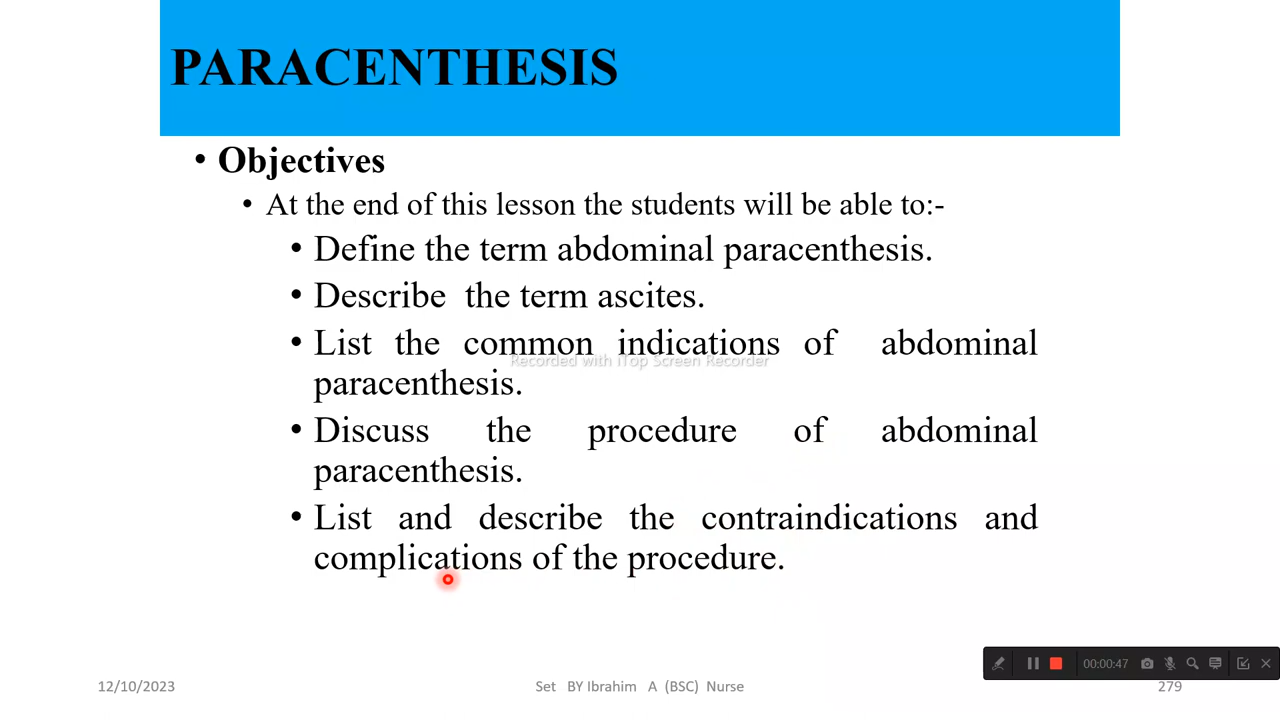 PARACENTHESIS
• Objectives
• At the end of this lesson the students will be able to:-
• Define the term abdominal paracenthesis.
• Describe the term ascites.
• List the common indications of abdominal
paracenthesis.
Recorded with iTop Screen Recorder
• Discuss the procedure of abdominal
paracenthesis.
• List and describe the contraindications and
complications of the procedure.
00:00:47
12/10/2023
Set BY Ibrahim A (BSC) Nurse
279